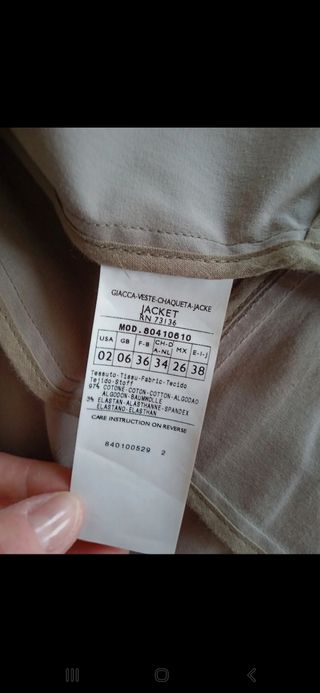 GIACCA-VESTE-CHAQUETA-JACKE
JACKET
RN 73136
MOD. 80410610
USA GB F-B CH-D A-NL MX E-I-J
02 06 36 34 26 38
Tessuto-Tissu-Fabric-Tecido
Tejido-Stoff
97% COTONE-COTON-COTTON-ALGODAO
ALGODON-BAUMWOLLE
3% ELASTAN-ALASTHANNE-SPANDEX
ELASTANO-ELASTHAN
CARE INSTRUCTION ON REVERSE
840100529 2